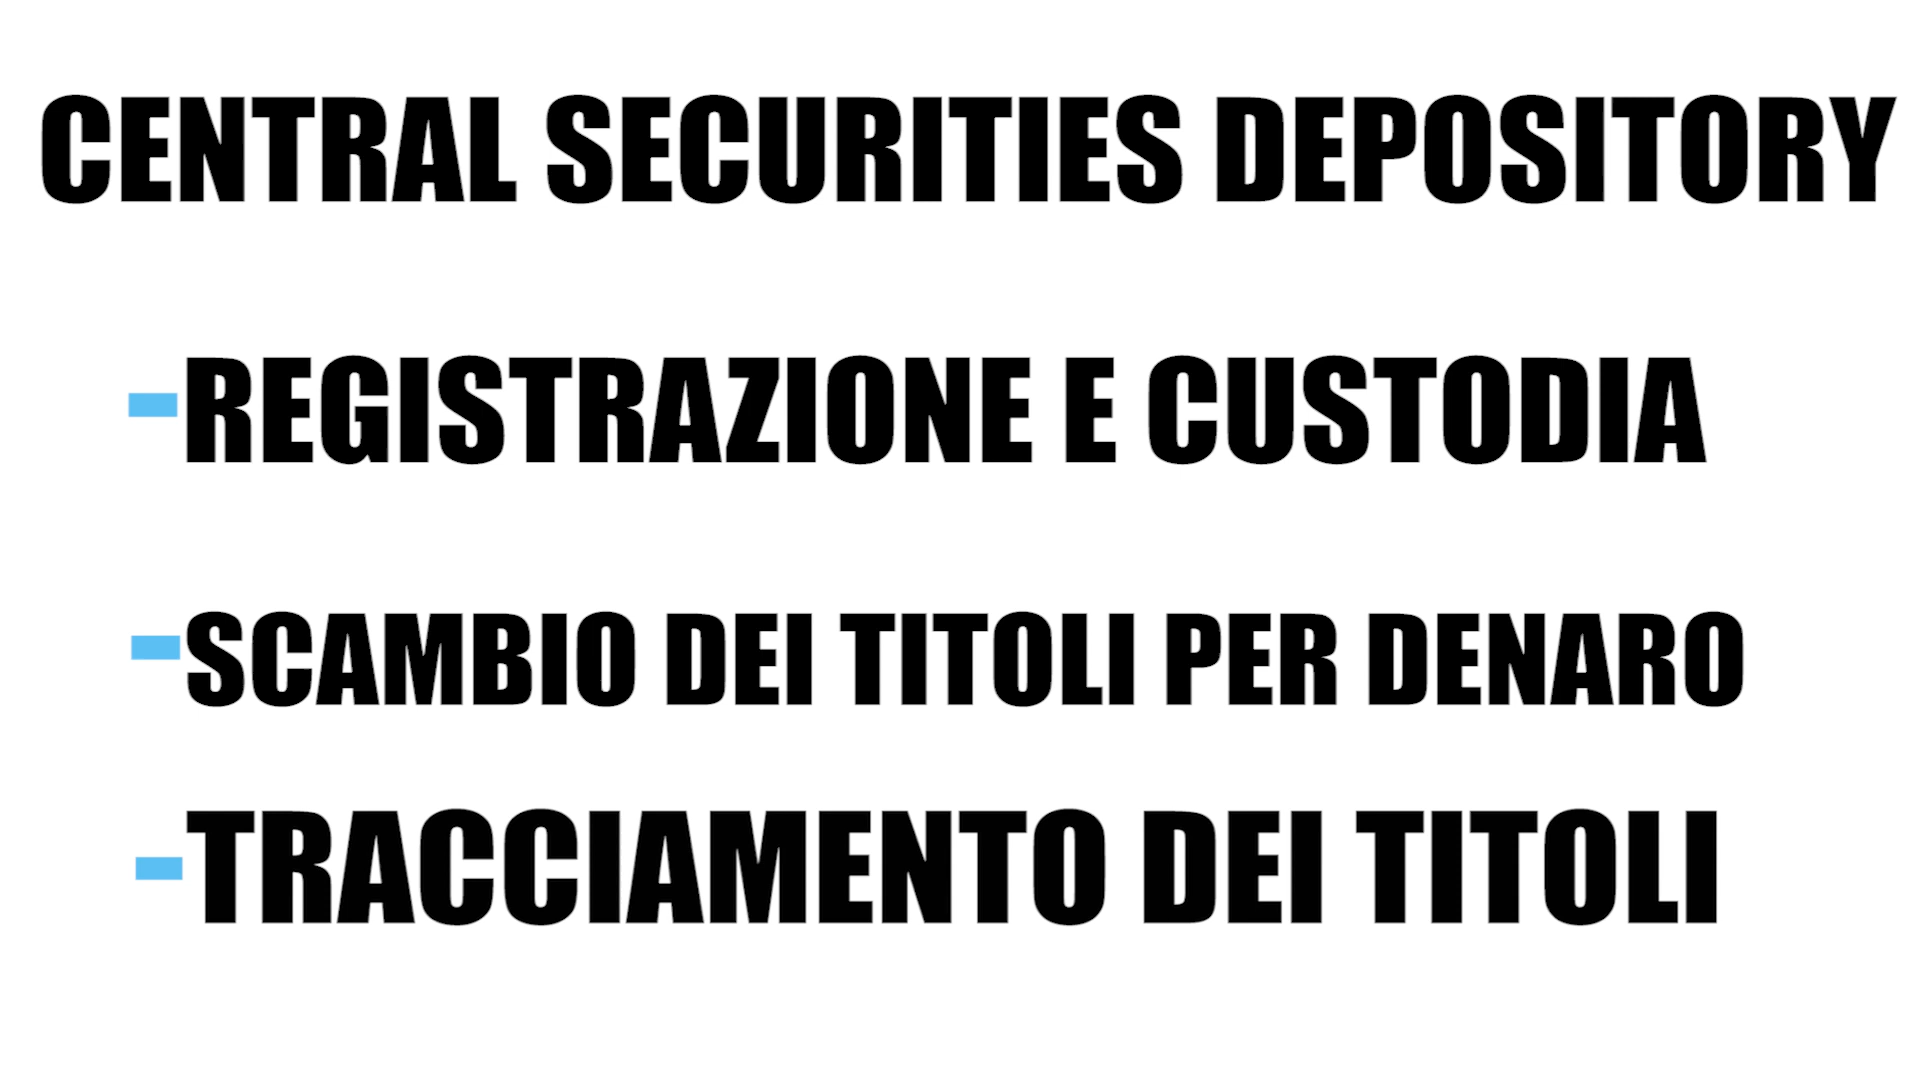 CENTRAL SECURITIES DEPOSITORY
-REGISTRAZIONE E CUSTODIA
-SCAMBIO DEI TITOLI PER DENARO
-TRACCIAMENTO DEI TITOLI